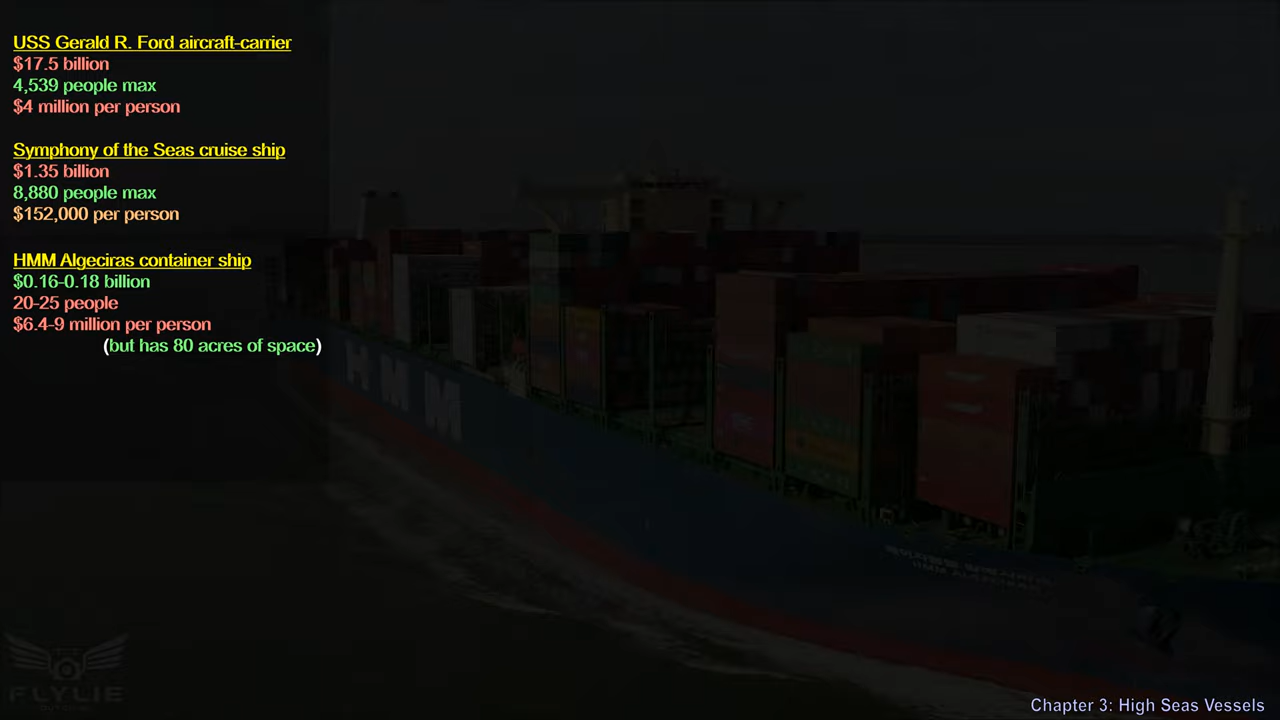 USS Gerald R. Ford aircraft-carrier
$17.5 billion
4,539 people max
$4 million per person
Symphony of the Seas cruise ship
$1.35 billion
8,880 people max
$152,000 per person
HMM Algeciras container ship
$0.16-0.18 billion
20-25 people
$6.4-9 million per person
(but has 80 acres of space)
HMM
FLYLIE
Chapter 3: High Seas Vessels